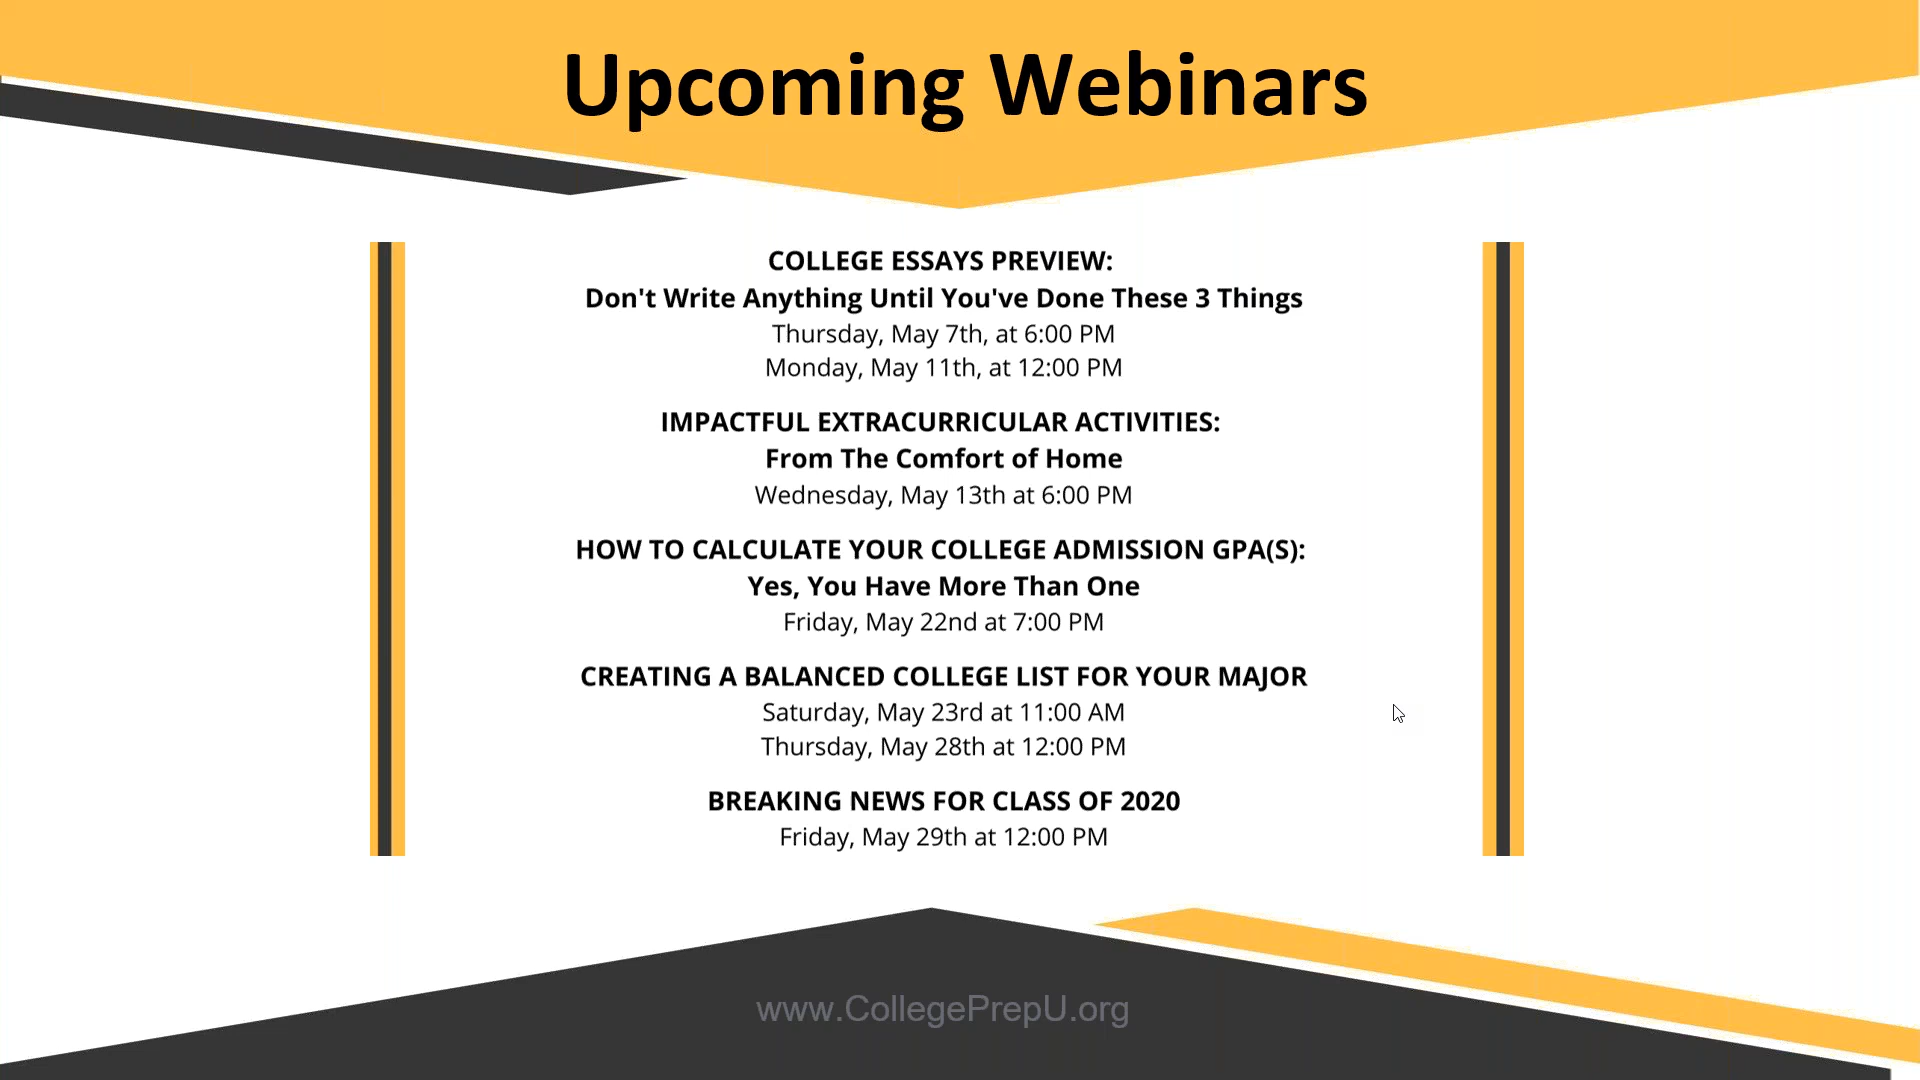 Upcoming Webinars
COLLEGE ESSAYS PREVIEW:
Don't Write Anything Until You've Done These 3 Things
Thursday, May 7th, at 6:00 PM
Monday, May 11th, at 12:00 PM
IMPACTFUL EXTRACURRICULAR ACTIVITIES:
From The Comfort of Home
Wednesday, May 13th at 6:00 PM
HOW TO CALCULATE YOUR COLLEGE ADMISSION GPA(S):
Yes, You Have More Than One
Friday, May 22nd at 7:00 PM
CREATING A BALANCED COLLEGE LIST FOR YOUR MAJOR
Saturday, May 23rd at 11:00 AM
Thursday, May 28th at 12:00 PM
BREAKING NEWS FOR CLASS OF 2020
Friday, May 29th at 12:00 PM
www.CollegePrepU.org